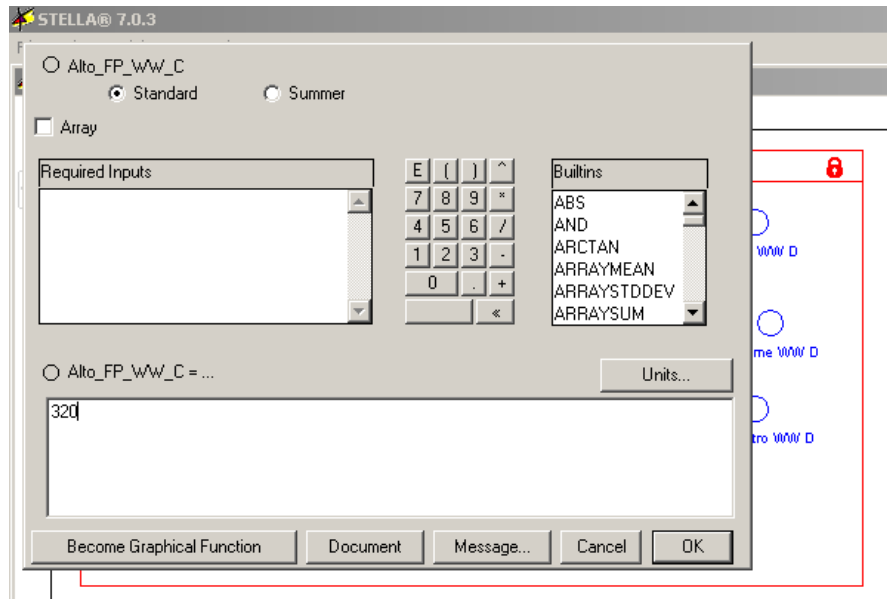 STELLA® 7.0.3
Alto_FP_WW_C
Standard Summer
Array
Required Inputs
E ( ) ^
7 8 9 *
4 5 6 /
1 2 3 -
0 . +
«
Builtins
ABS
AND
ARCTAN
ARRAYMEAN
ARRAYSTDDEV
ARRAYSUM
WW D
me WW D
tro WW D
Alto_FP_WW_C = ...
Units...
320
Become Graphical Function Document Message... Cancel OK